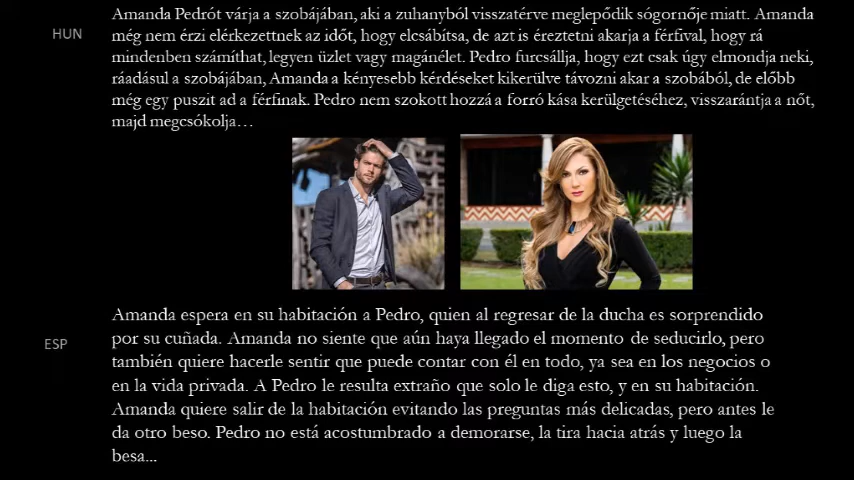 HUN
Amanda Pedrót várja a szobájában, aki a zuhanyból visszatérve meglepődik sógornője miatt. Amanda
még nem érzi elérkezettnek az időt, hogy elcsábítsa, de azt is éreztetni akarja a férfival, hogy rá
mindenben számíthat, legyen üzlet vagy magánélet. Pedro furcsállja, hogy ezt csak úgy elmondja neki,
ráadásul a szobájában, Amanda a kényesebb kérdéseket kikerülve távozni akar a szobából, de előbb
még egy puszit ad a férfinak. Pedro nem szokott hozzá a forró kása kerülgetéséhez, visszarántja a nőt,
majd megcsókolja…
ESP
Amanda espera en su habitación a Pedro, quien al regresar de la ducha es sorprendido
por su cuñada. Amanda no siente que aún haya llegado el momento de seducirlo, pero
también quiere hacerle sentir que puede contar con él en todo, ya sea en los negocios o
en la vida privada. A Pedro le resulta extraño que solo le diga esto, y en su habitación.
Amanda quiere salir de la habitación evitando las preguntas más delicadas, pero antes le
da otro beso. Pedro no está acostumbrado a demorarse, la tira hacia atrás y luego la
besa...